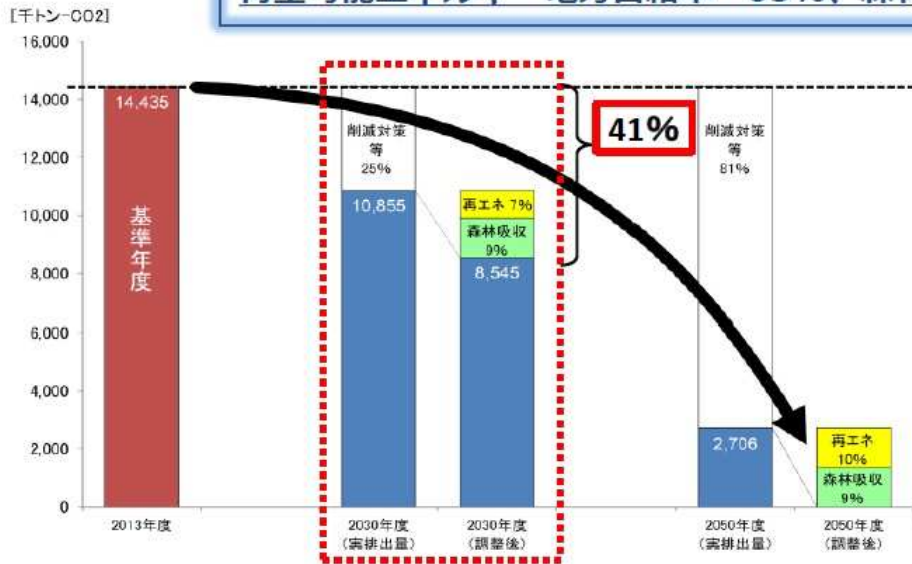 [千トン-CO2]
16,000
14,000
12,000
10,000
8,000
6,000
4,000
2,000
0
14,435
基準年度
削減対策
等
25%
10,855
再エネ 7%
森林吸収
9%
8,545
41%
削減対策
等
81%
2,706
再エネ
10%
森林吸収
9%
2013年度
2030年度
(実排出量)
2030年度
(調整後)
2050年度
(実排出量)
2050年度
(調整後)